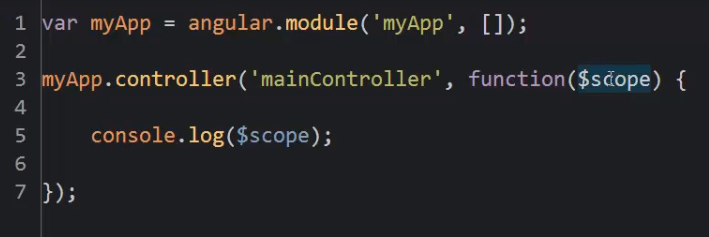 1 var myApp = angular.module('myApp', []);
2
3 myApp.controller('mainController', function($scope) {
4
5     console.log($scope);
6
7 });